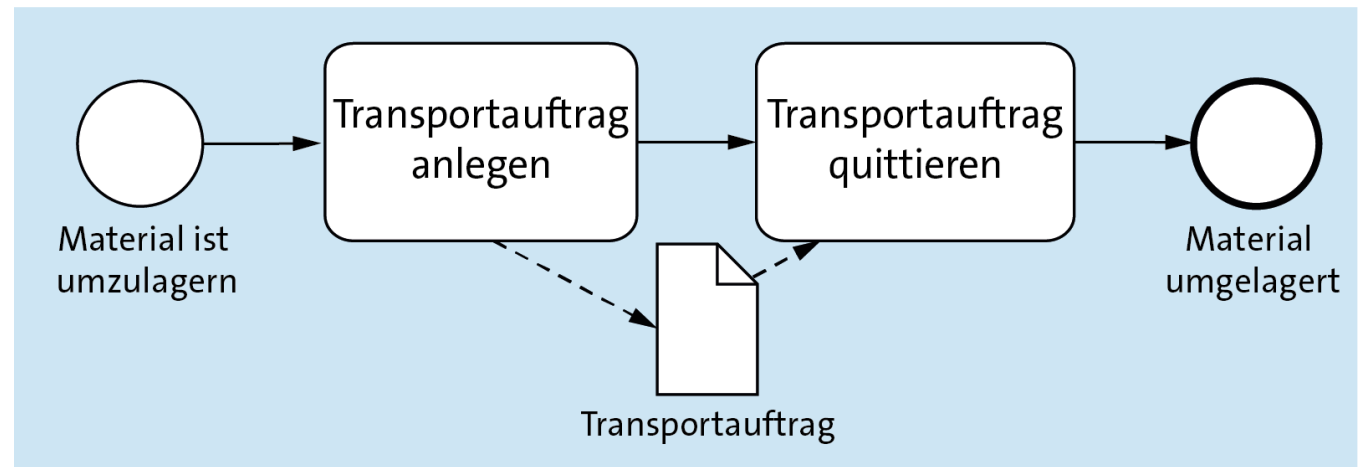 Transportauftrag
anlegen
Transportauftrag
quittieren
Material ist
umzulagern
Material
umgelagert
Transportauftrag